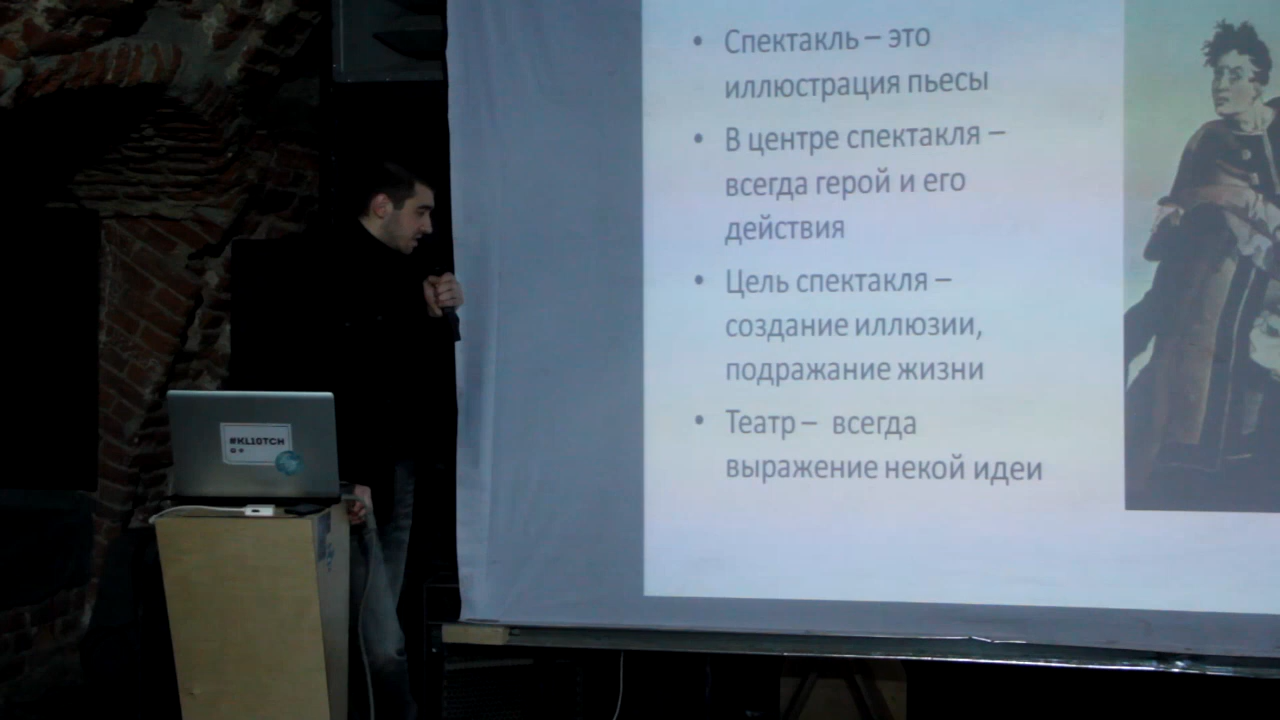 • Спектакль – это
иллюстрация пьесы
• В центре спектакля –
всегда герой и его
действия
• Цель спектакля –
создание иллюзии,
подражание жизни
• Театр – всегда
выражение некой идеи
#KL10TCH